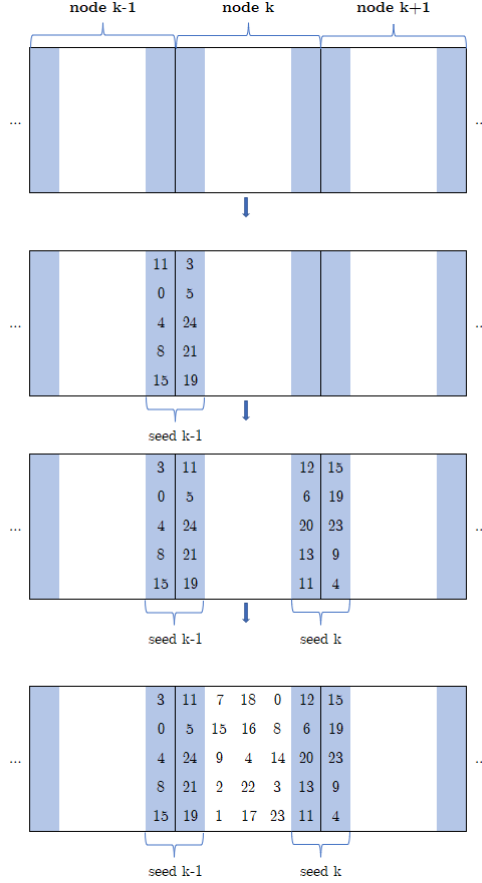 node k-1 node k node k+1
... ...
11 3
0 5
... 4 24 ...
8 21
15 19
seed k-1
3 11 12 15
0 5 6 19
... 4 24 20 23 ...
8 21 13 9
15 19 11 4
seed k-1 seed k
3 11 7 18 0 12 15
0 5 15 16 8 6 19
... 4 24 9 4 14 20 23 ...
8 21 2 22 3 13 9
15 19 1 17 23 11 4
seed k-1 seed k